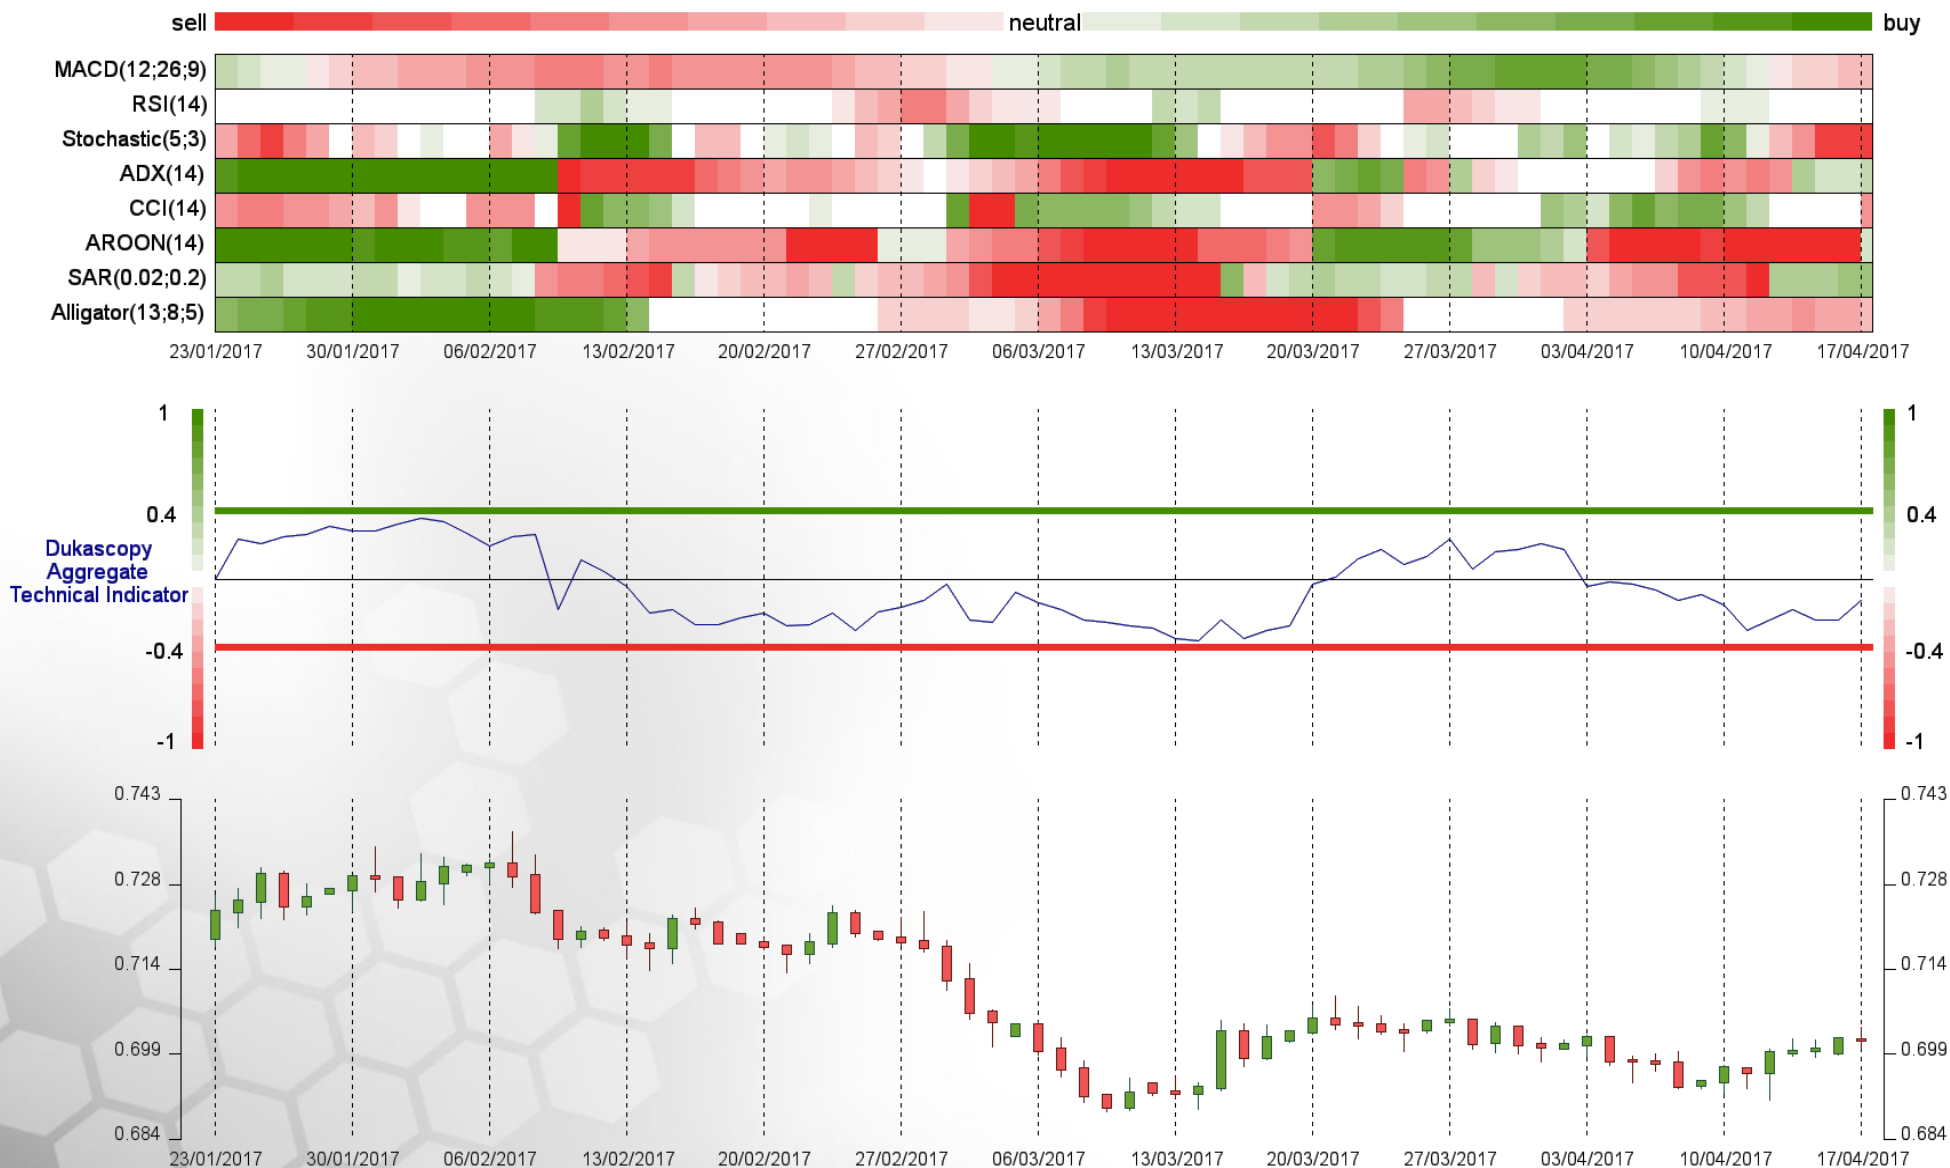 sell neutral buy
MACD(12;26;9)
RSI(14)
Stochastic(5;3)
ADX(14)
CCI(14)
AROON(14)
SAR(0.02;0.2)
Alligator(13;8;5)
23/01/2017 30/01/2017 06/02/2017 13/02/2017 20/02/2017 27/02/2017 06/03/2017 13/03/2017 20/03/2017 27/03/2017 03/04/2017 10/04/2017 17/04/2017
1 1
0.4 0.4
Dukascopy
Aggregate
Technical Indicator
-0.4 -0.4
-1 -1
0.743 0.743
0.728 0.728
0.714 0.714
0.699 0.699
0.684 0.684
23/01/2017 30/01/2017 06/02/2017 13/02/2017 20/02/2017 27/02/2017 06/03/2017 13/03/2017 20/03/2017 27/03/2017 03/04/2017 10/04/2017 17/04/2017